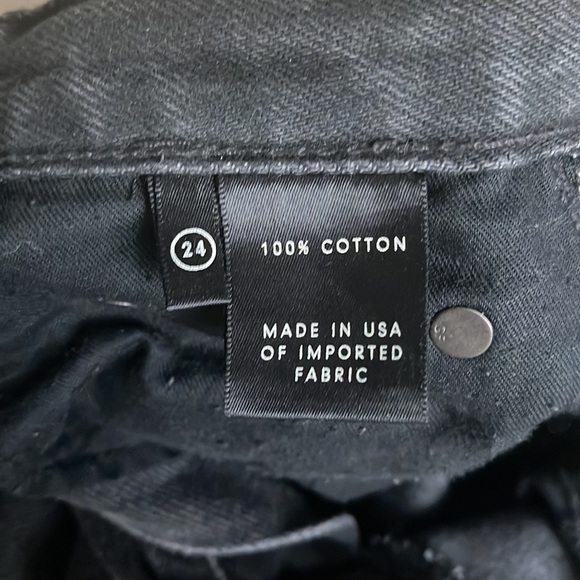 24
100% COTTON
MADE IN USA
OF IMPORTED
FABRIC